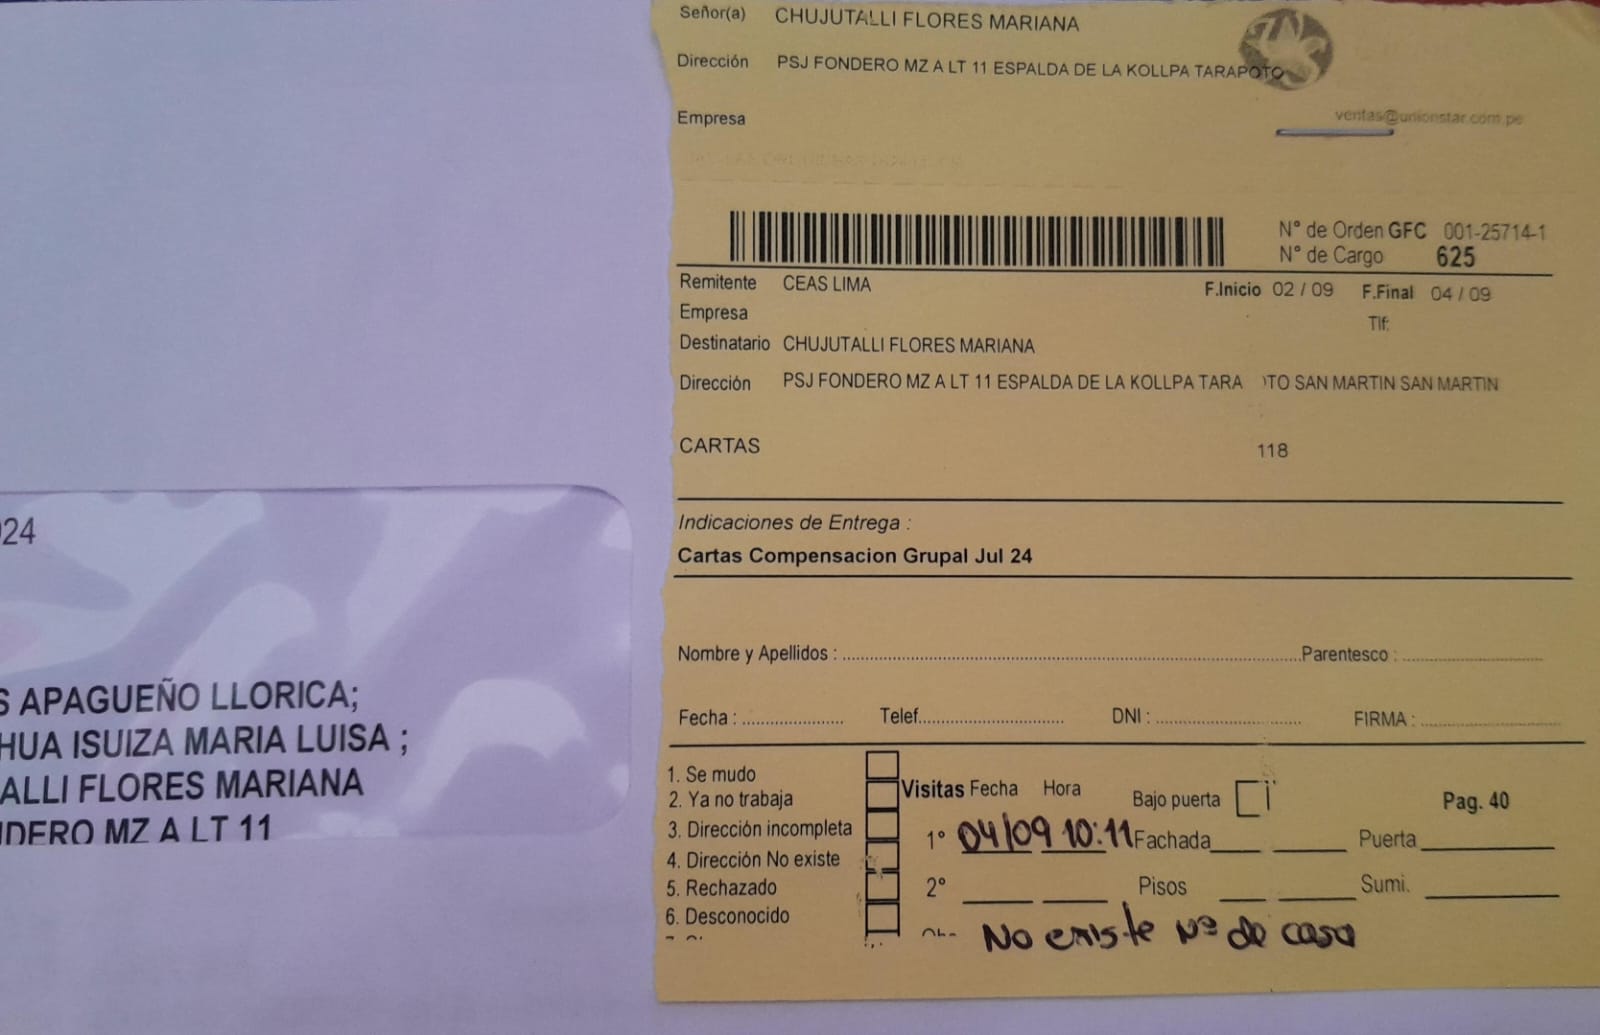 024
S APAGUEÑO LLORICA;
HUA ISUIZA MARIA LUISA ;
ALLI FLORES MARIANA
NDERO MZ A LT 11
Señor(a) CHUJUTALLI FLORES MARIANA
Dirección PSJ FONDERO MZ A LT 11 ESPALDA DE LA KOLLPA TARAPOTO
Empresa
ventas@unionstar.com.pe
N° de Orden GFC 001-25714-1
N° de Cargo 625
Remitente CEAS LIMA F.Inicio 02 / 09 F.Final 04 / 09
Empresa Tlf:
Destinatario CHUJUTALLI FLORES MARIANA
Dirección PSJ FONDERO MZ A LT 11 ESPALDA DE LA KOLLPA TARA OTO SAN MARTIN SAN MARTIN
CARTAS 118
Indicaciones de Entrega :
Cartas Compensacion Grupal Jul 24
Nombre y Apellidos : Parentesco :
Fecha : Telef. DNI : FIRMA :
1. Se mudo
2. Ya no trabaja
3. Dirección incompleta
4. Dirección No existe
5. Rechazado
6. Desconocido
Visitas Fecha Hora Bajo puerta Pag. 40
1° 04/09 10:11 Fachada Puerta
2° Pisos Sumi.
No existe N° de casa